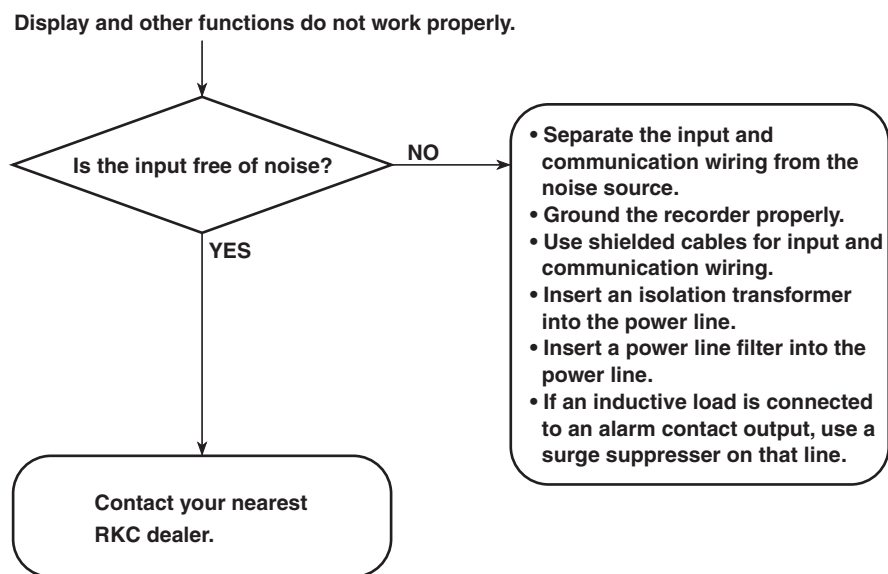 Display and other functions do not work properly.
Is the input free of noise?
NO
YES
• Separate the input and
communication wiring from the
noise source.
• Ground the recorder properly.
• Use shielded cables for input and
communication wiring.
• Insert an isolation transformer
into the power line.
• Insert a power line filter into the
power line.
• If an inductive load is connected
to an alarm contact output, use a
surge suppresser on that line.
Contact your nearest
RKC dealer.